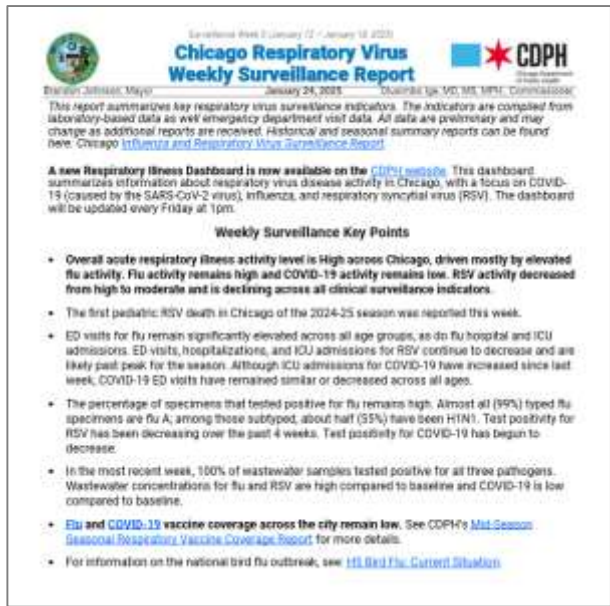 Surveillance Week 3 (January 12 – January 18, 2025)
Chicago Respiratory Virus
Weekly Surveillance Report
CDPH
Chicago Department
of Public Health
Brandon Johnson, Mayor January 24, 2025 Olusimbo Ige, MD, MS, MPH, Commissioner
This report summarizes key respiratory virus surveillance indicators. The indicators are compiled from
laboratory-based data as well emergency department visit data. All data are preliminary and may
change as additional reports are received. Historical and seasonal summary reports can be found
here: Chicago Influenza and Respiratory Virus Surveillance Report
A new Respiratory Illness Dashboard is now available on the CDPH website. This dashboard
summarizes information about respiratory virus disease activity in Chicago, with a focus on COVID-
19 (caused by the SARS-CoV-2 virus), influenza, and respiratory syncytial virus (RSV). The dashboard
will be updated every Friday at 1pm.
Weekly Surveillance Key Points
• Overall acute respiratory illness activity level is High across Chicago, driven mostly by elevated
flu activity. Flu activity remains high and COVID-19 activity remains low. RSV activity decreased
from high to moderate and is declining across all clinical surveillance indicators.
• The first pediatric RSV death in Chicago of the 2024-25 season was reported this week.
• ED visits for flu remain significantly elevated across all age groups, as do flu hospital and ICU
admissions. ED visits, hospitalizations, and ICU admissions for RSV continue to decrease and are
likely past peak for the season. Although ICU admissions for COVID-19 have increased since last
week, COVID-19 ED visits have remained similar or decreased across all ages.
• The percentage of specimens that tested positive for flu remains high. Almost all (99%) typed flu
specimens are flu A; among those subtyped, about half (55%) have been H1N1. Test positivity for
RSV has been decreasing over the past 4 weeks. Test positivity for COVID-19 has begun to
decrease.
• In the most recent week, 100% of wastewater samples tested positive for all three pathogens.
Wastewater concentrations for flu and RSV are high compared to baseline and COVID-19 is low
compared to baseline.
• Flu and COVID-19 vaccine coverage across the city remain low. See CDPH's Mid-Season
Seasonal Respiratory Vaccine Coverage Report for more details.
• For information on the national bird flu outbreak, see: H5 Bird Flu: Current Situation